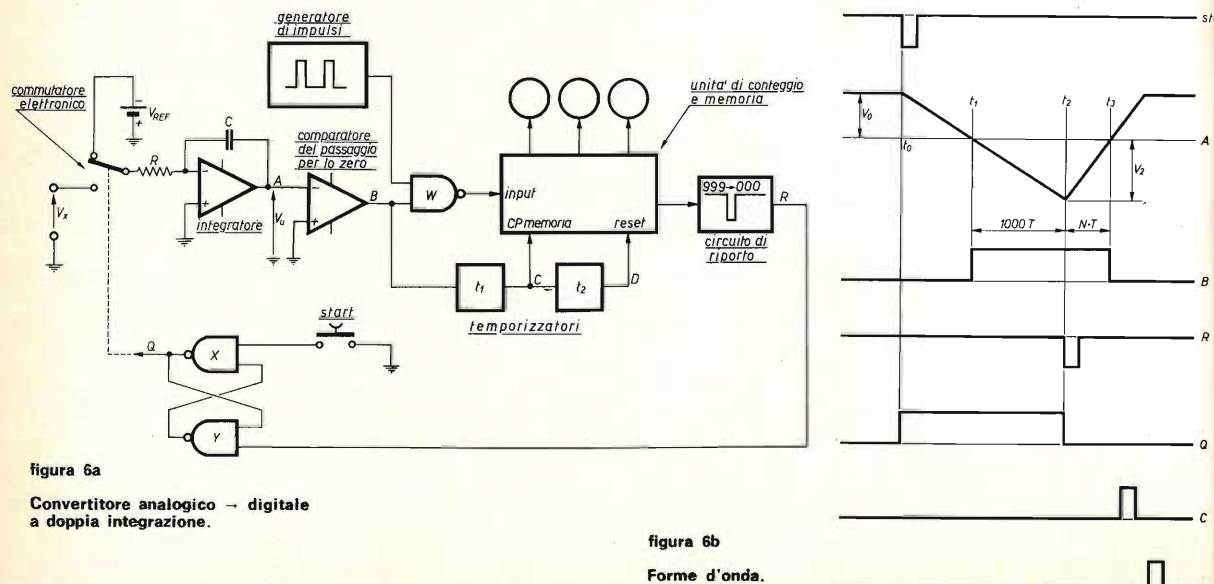 generatore
di impulsi
commutatore
elettronico
V_REF
−
+
C
R
comparatore
del passaggio
per lo zero
unita' di conteggio
e memoria
A
B
W
input
CP memoria
reset
999→000
R
circuito di
riporto
V_x
−
+
integratore
V_u
−
+
t_1
C
t_2
D
temporizzatori
start
Q
X
Y
figura 6a
Convertitore analogico → digitale
a doppia integrazione.
t_1
t_2
t_3
V_0
t_0
A
V_2
1000 T
N·T
B
R
Q
C
figura 6b
Forme d'onda.